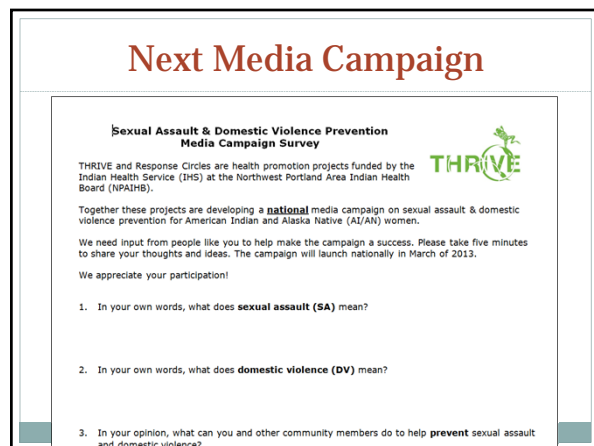 Next Media Campaign
Sexual Assault & Domestic Violence Prevention
Media Campaign Survey
THRIVE
THRIVE and Response Circles are health promotion projects funded by the
Indian Health Service (IHS) at the Northwest Portland Area Indian Health
Board (NPAIHB).
Together these projects are developing a national media campaign on sexual assault & domestic
violence prevention for American Indian and Alaska Native (AI/AN) women.
We need input from people like you to help make the campaign a success. Please take five minutes
to share your thoughts and ideas. The campaign will launch nationally in March of 2013.
We appreciate your participation!
1. In your own words, what does sexual assault (SA) mean?
2. In your own words, what does domestic violence (DV) mean?
3. In your opinion, what can you and other community members do to help prevent sexual assault
and domestic violence?